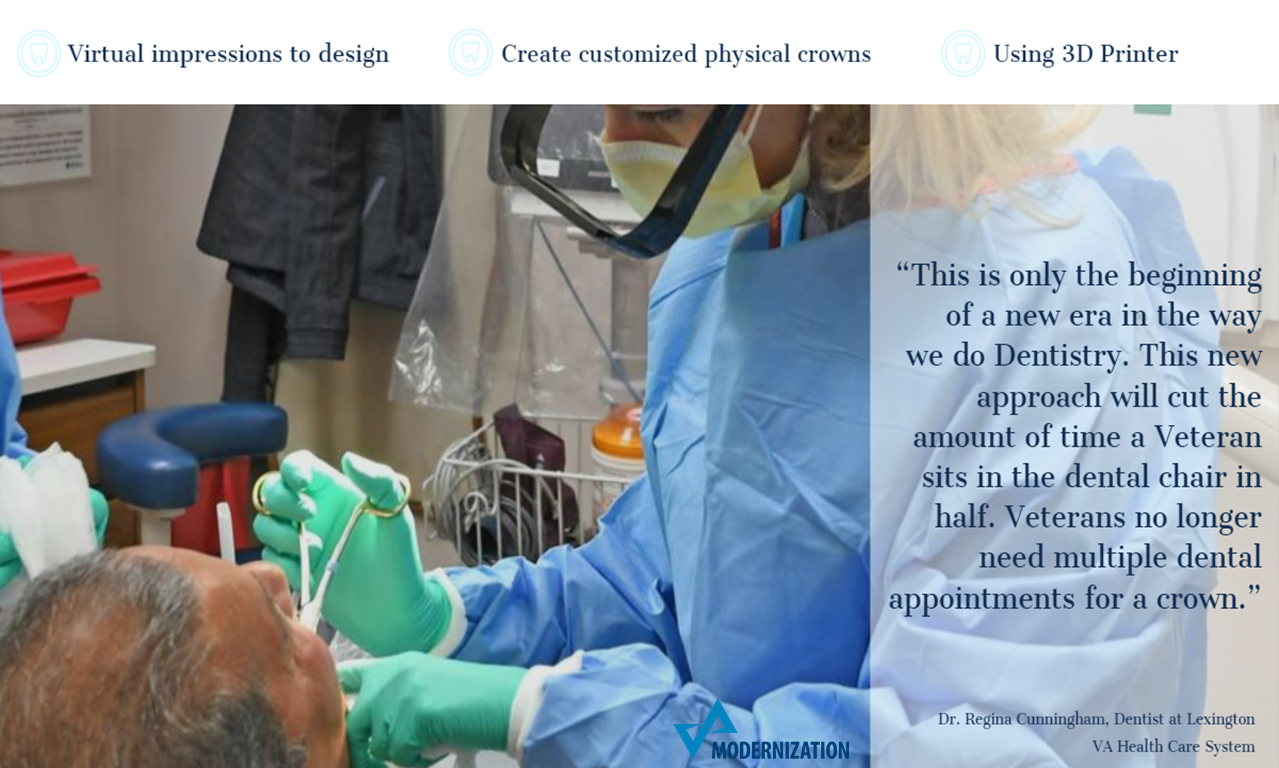 Virtual impressions to design
Create customized physical crowns
Using 3D Printer
“This is only the beginning
of a new era in the way
we do Dentistry. This new
approach will cut the
amount of time a Veteran
sits in the dental chair in
half. Veterans no longer
need multiple dental
appointments for a crown.”
Dr. Regina Cunningham, Dentist at Lexington
VA Health Care System
VA
MODERNIZATION